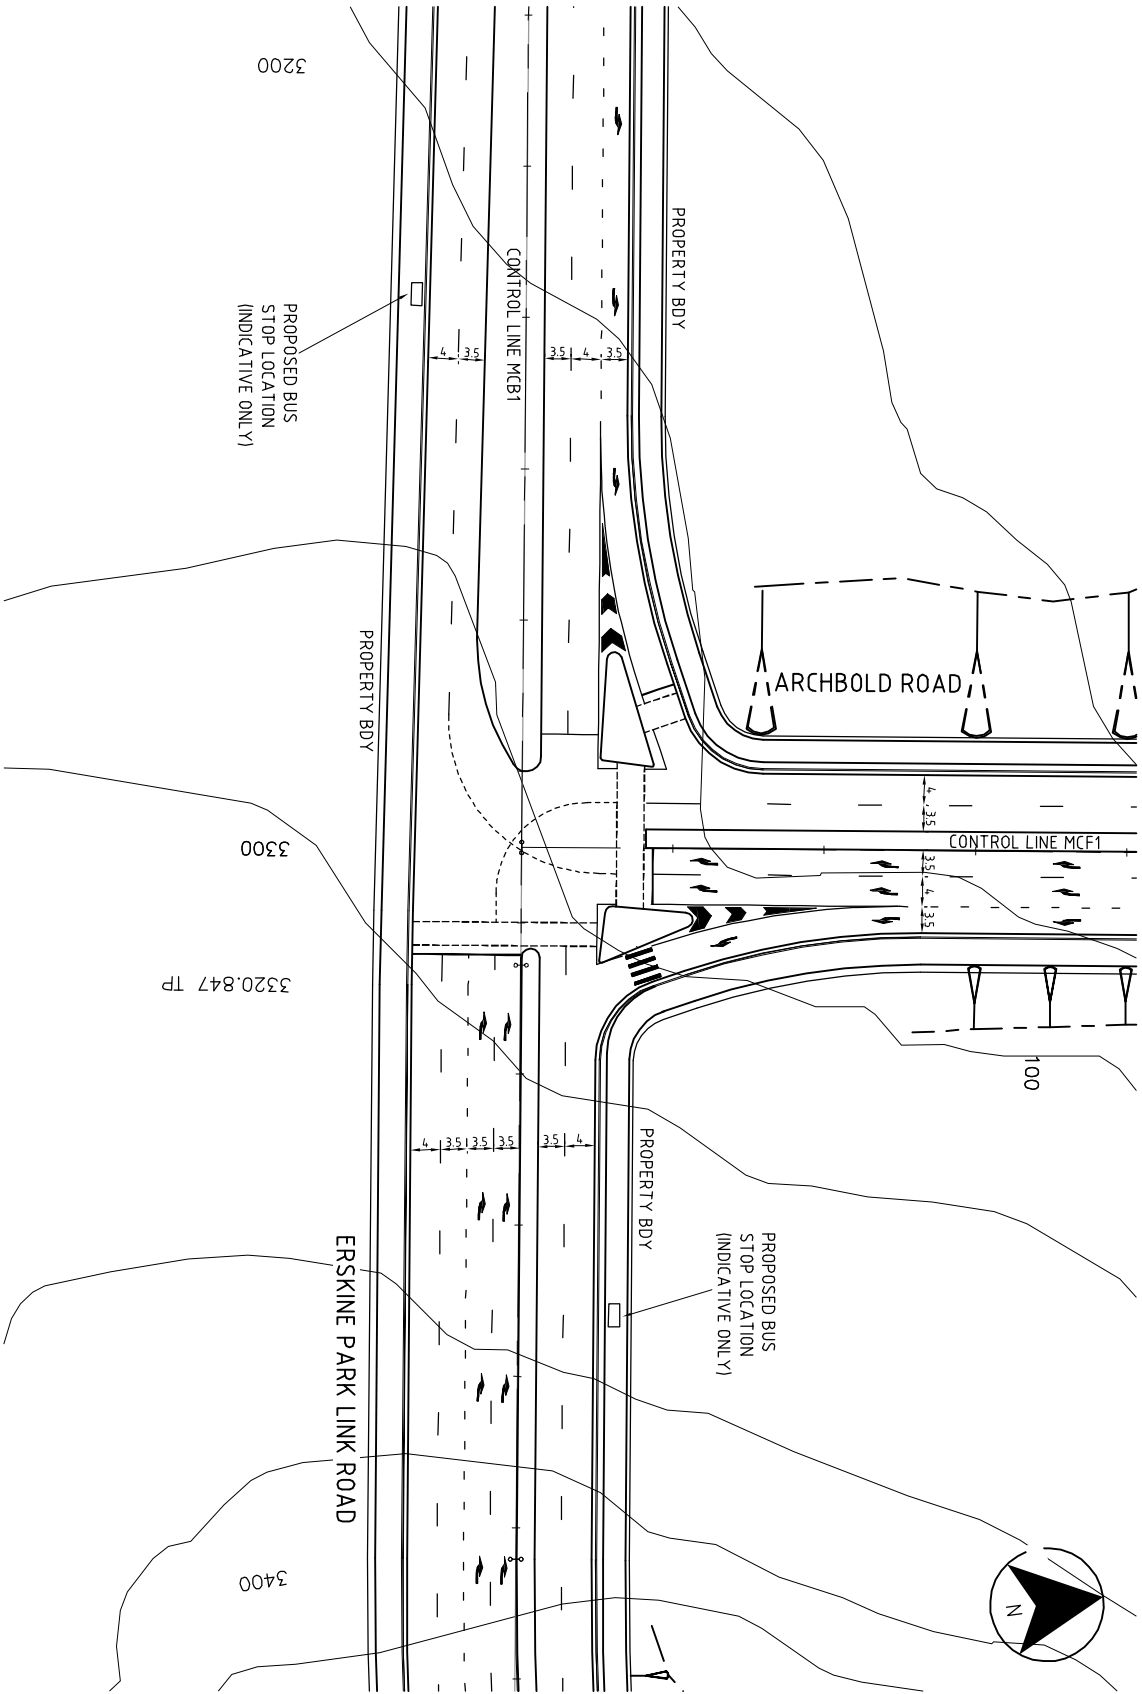 3200
PROPERTY BDY
CONTROL LINE MCB1
PROPOSED BUS
STOP LOCATION
(INDICATIVE ONLY)
4 3.5
3.5 4 3.5
PROPERTY BDY
ARCHBOLD ROAD
4 3.5
CONTROL LINE MCF1
3.5 4 3.5
3300
3320.847 TP
100
4 3.5 3.5 3.5 3.5 4
PROPERTY BDY
PROPOSED BUS
STOP LOCATION
(INDICATIVE ONLY)
ERSKINE PARK LINK ROAD
3400
N